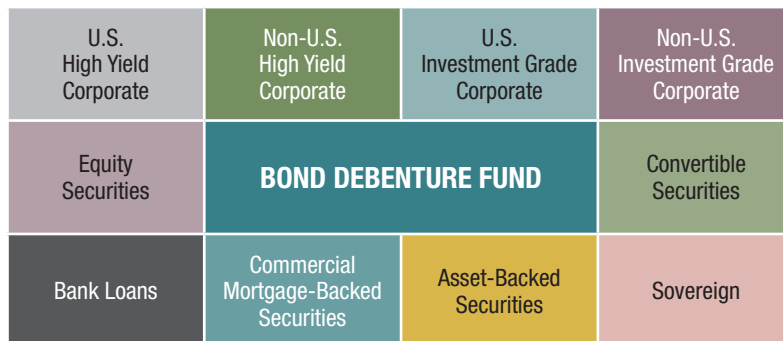 U.S.
High Yield
Corporate
Non-U.S.
High Yield
Corporate
U.S.
Investment Grade
Corporate
Non-U.S.
Investment Grade
Corporate
Equity
Securities
BOND DEBENTURE FUND
Convertible
Securities
Bank Loans
Commercial
Mortgage-Backed
Securities
Asset-Backed
Securities
Sovereign